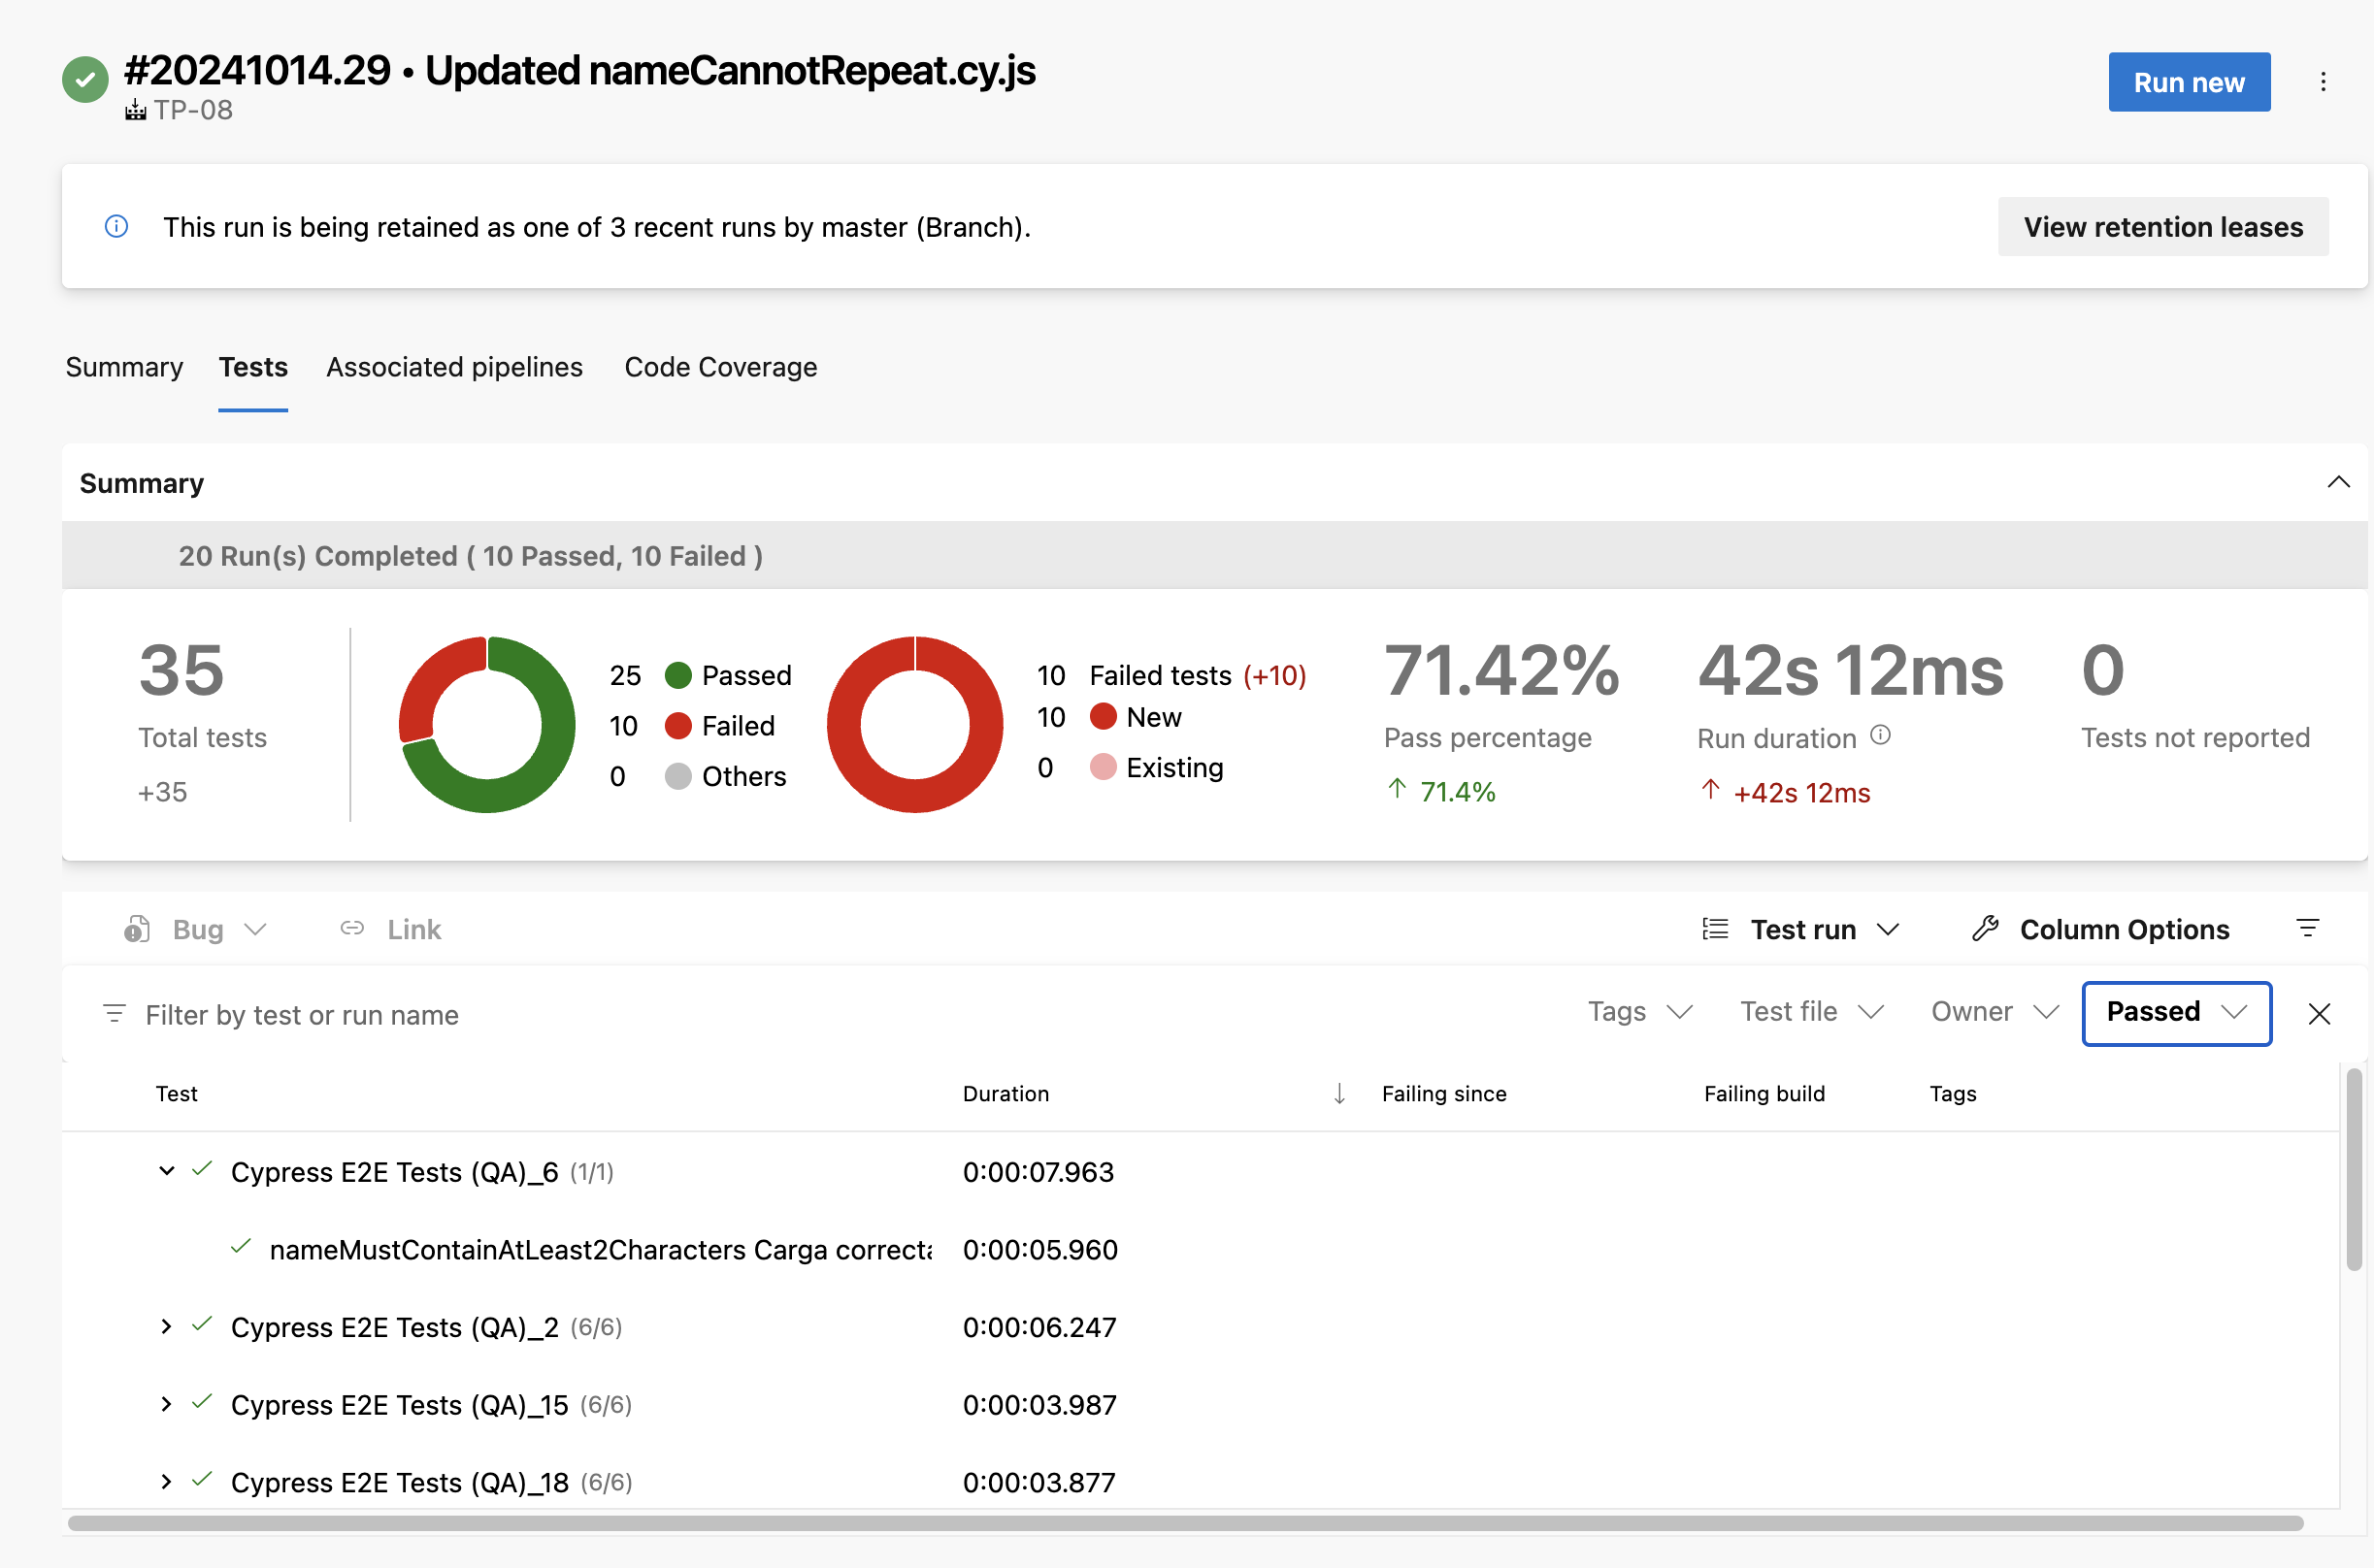 #20241014.29 • Updated nameCannotRepeat.cy.js
TP-08
Run new
This run is being retained as one of 3 recent runs by master (Branch).
View retention leases
Summary Tests Associated pipelines Code Coverage
Summary
20 Run(s) Completed ( 10 Passed, 10 Failed )
35
Total tests
+35
25 Passed
10 Failed
0 Others
10 Failed tests (+10)
10 New
0 Existing
71.42%
Pass percentage
71.4%
42s 12ms
Run duration
+42s 12ms
0
Tests not reported
Bug Link Test run Column Options
Filter by test or run name Tags Test file Owner Passed
Test Duration Failing since Failing build Tags
Cypress E2E Tests (QA)_6 (1/1) 0:00:07.963
nameMustContainAtLeast2Characters Carga correcta 0:00:05.960
Cypress E2E Tests (QA)_2 (6/6) 0:00:06.247
Cypress E2E Tests (QA)_15 (6/6) 0:00:03.987
Cypress E2E Tests (QA)_18 (6/6) 0:00:03.877